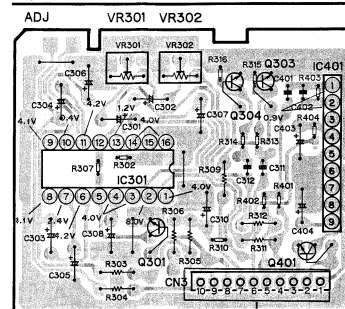 ADJ VR301 VR302
VR301 VR302
R316 R315 Q303 IC401
C306 C401 R403
C304 4.2V 1.2V C302 C402
0.4V C301 4.0V C307 Q304 0.9V R404
4.1V C403
9 10 11 12 13 14 15 16
R314 R313
R307 R302 R309
IC301 C312 C311
8 7 6 5 4 3 2 1
4.0V R402 R401
2.4V 4.0V R306 C310 R312
C303 4.2V C308 C404
R310 R311
C305 Q301 R305 Q401
R303
R304
CN3 10 9 8 7 6 5 4 3 2 1
1
2
3
4
5
6
7
8
9